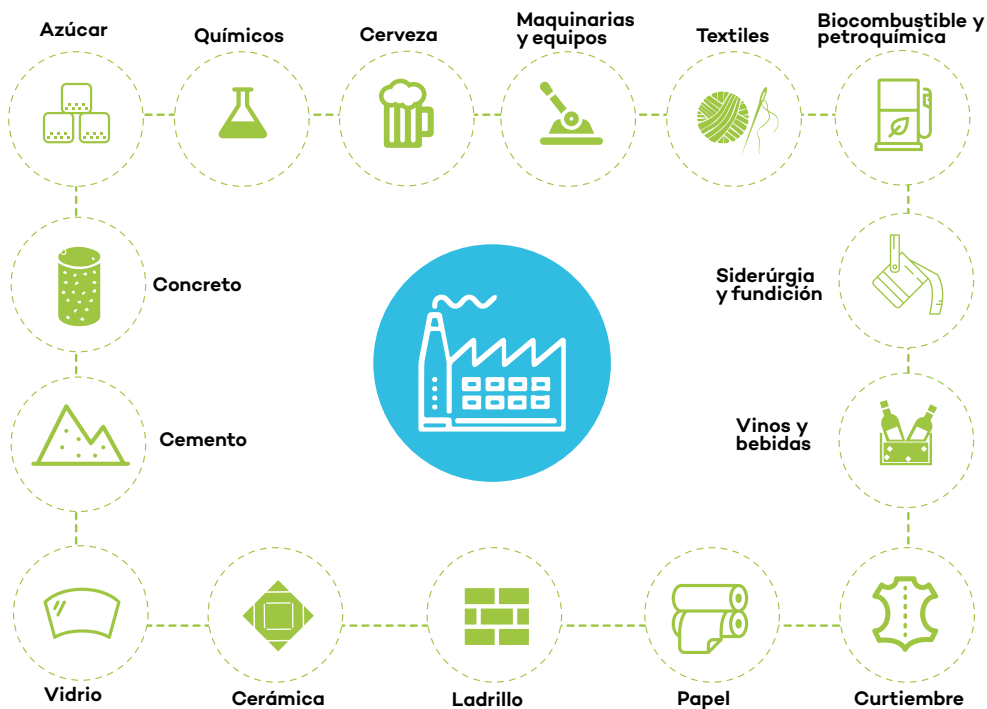 Azúcar
Químicos
Cerveza
Maquinarias
y equipos
Textiles
Biocombustible y
petroquímica
Concreto
Siderúrgia
y fundición
Cemento
Vinos y
bebidas
Vidrio
Cerámica
Ladrillo
Papel
Curtiembre